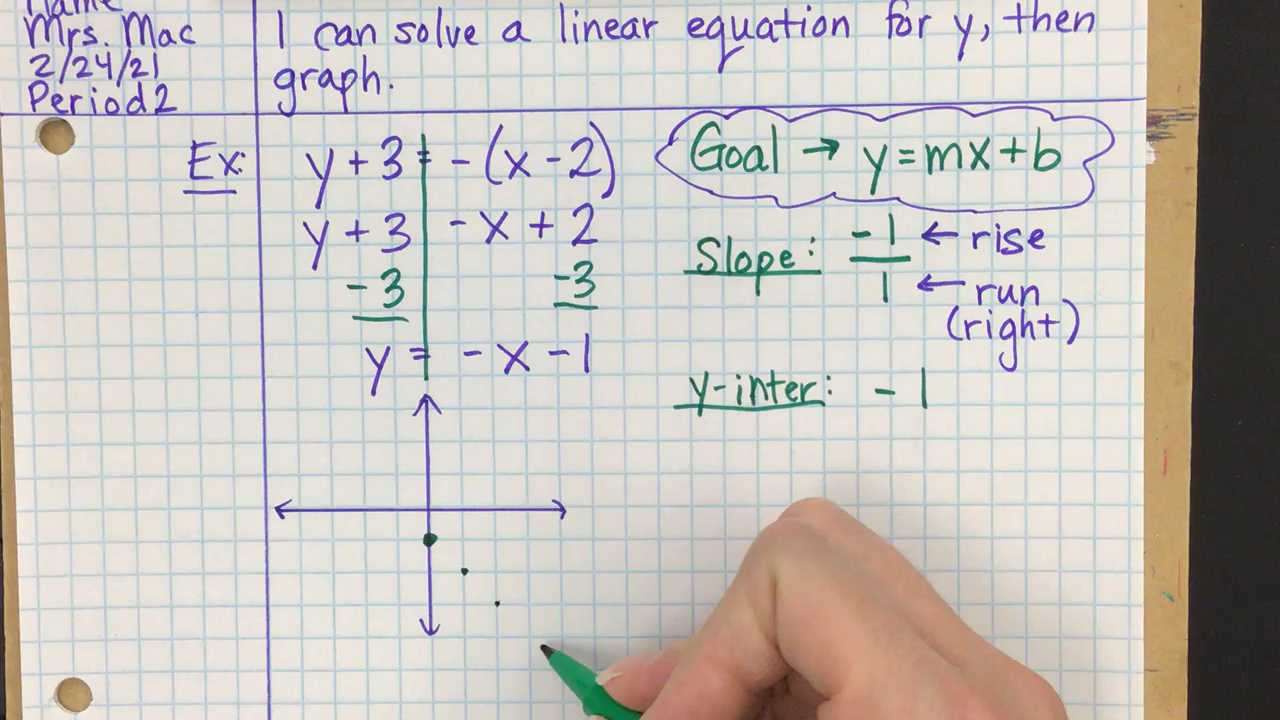 Name
Mrs. Mac
2/24/21
Period 2
I can solve a linear equation for y, then
graph.
Ex:
y + 3 = -(x - 2)
y + 3 -x + 2
-3 -3
y = -x - 1
Goal → y = mx + b
Slope: -1 ← rise
1 ← run
(right)
y-inter: -1